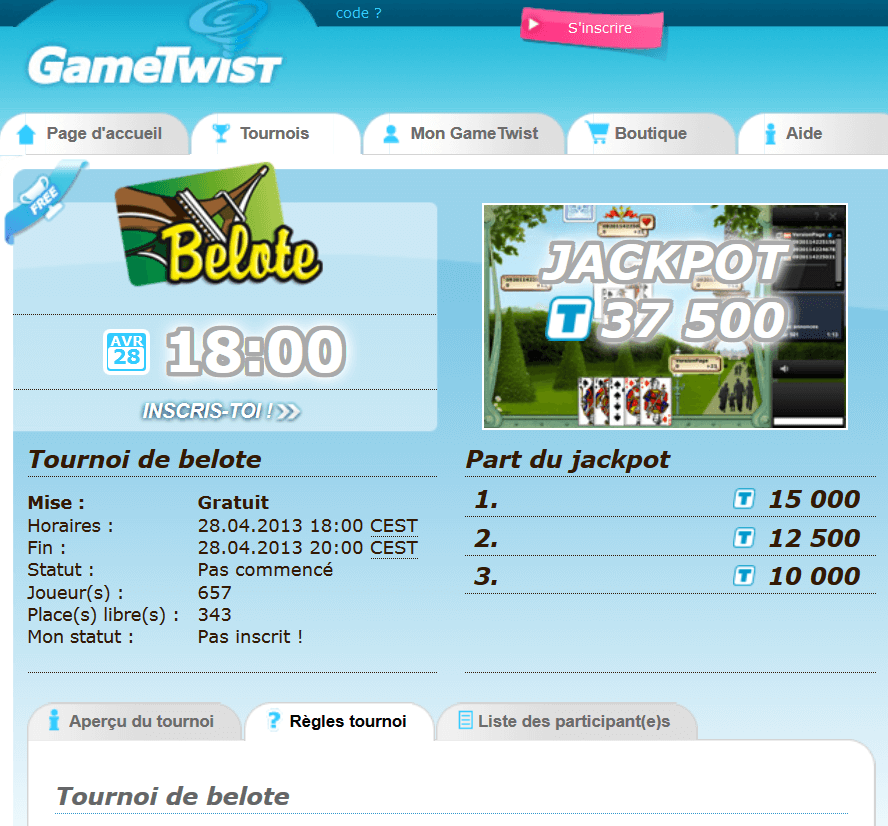 code ?
S'inscrire
GameTwist
Page d'accueil
Tournois
Mon GameTwist
Boutique
Aide
FREE
Belote
JACKPOT
T 37 500
AVR
28
18:00
INSCRIS-TOI !
Tournoi de belote
Mise : Gratuit
Horaires : 28.04.2013 18:00 CEST
Fin : 28.04.2013 20:00 CEST
Statut : Pas commencé
Joueur(s) : 657
Place(s) libre(s) : 343
Mon statut : Pas inscrit !
Part du jackpot
1. T 15 000
2. T 12 500
3. T 10 000
Aperçu du tournoi
Règles tournoi
Liste des participant(e)s
Tournoi de belote